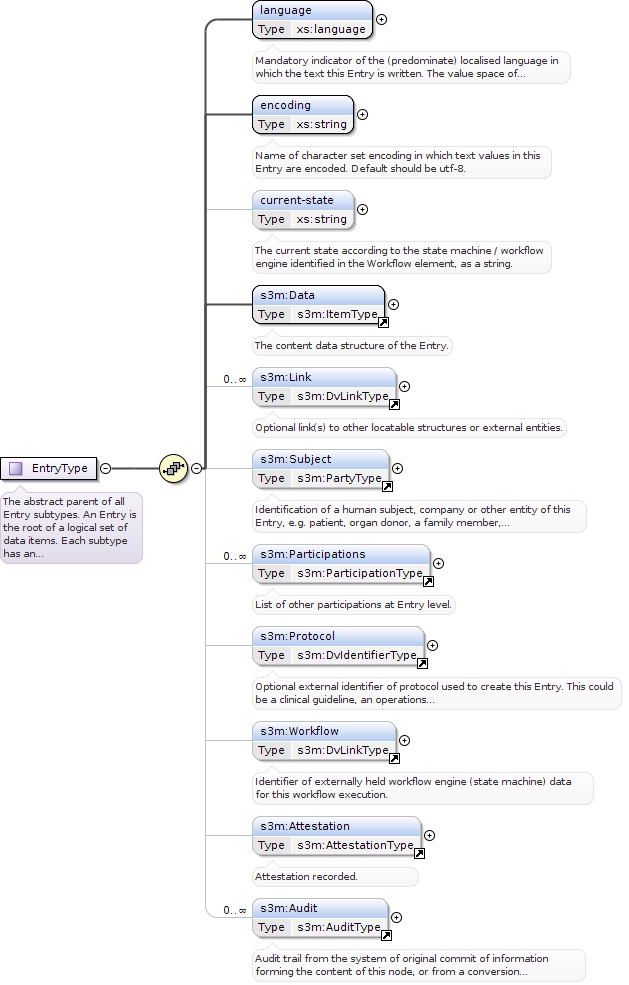 language
Type xs:language
Mandatory indicator of the (predominate) localised language in
which the text this Entry is written. The value space of...
encoding
Type xs:string
Name of character set encoding in which text values in this
Entry are encoded. Default should be utf-8.
current-state
Type xs:string
The current state according to the state machine / workflow
engine identified in the Workflow element, as a string.
s3m:Data
Type s3m:ItemType
The content data structure of the Entry.
0..∞
s3m:Link
Type s3m:DvLinkType
Optional link(s) to other locatable structures or external entities.
EntryType
The abstract parent of all
Entry subtypes. An Entry is
the root of a logical set of
data items. Each subtype
has an...
s3m:Subject
Type s3m:PartyType
Identification of a human subject, company or other entity of this
Entry, e.g. patient, organ donor, a family member,...
0..∞
s3m:Participations
Type s3m:ParticipationType
List of other participations at Entry level.
s3m:Protocol
Type s3m:DvIdentifierType
Optional external identifier of protocol used to create this Entry. This could
be a clinical guideline, an operations...
s3m:Workflow
Type s3m:DvLinkType
Identifier of externally held workflow engine (state machine) data
for this workflow execution.
s3m:Attestation
Type s3m:AttestationType
Attestation recorded.
0..∞
s3m:Audit
Type s3m:AuditType
Audit trail from the system of original commit of information
forming the content of this node, or from a conversion...